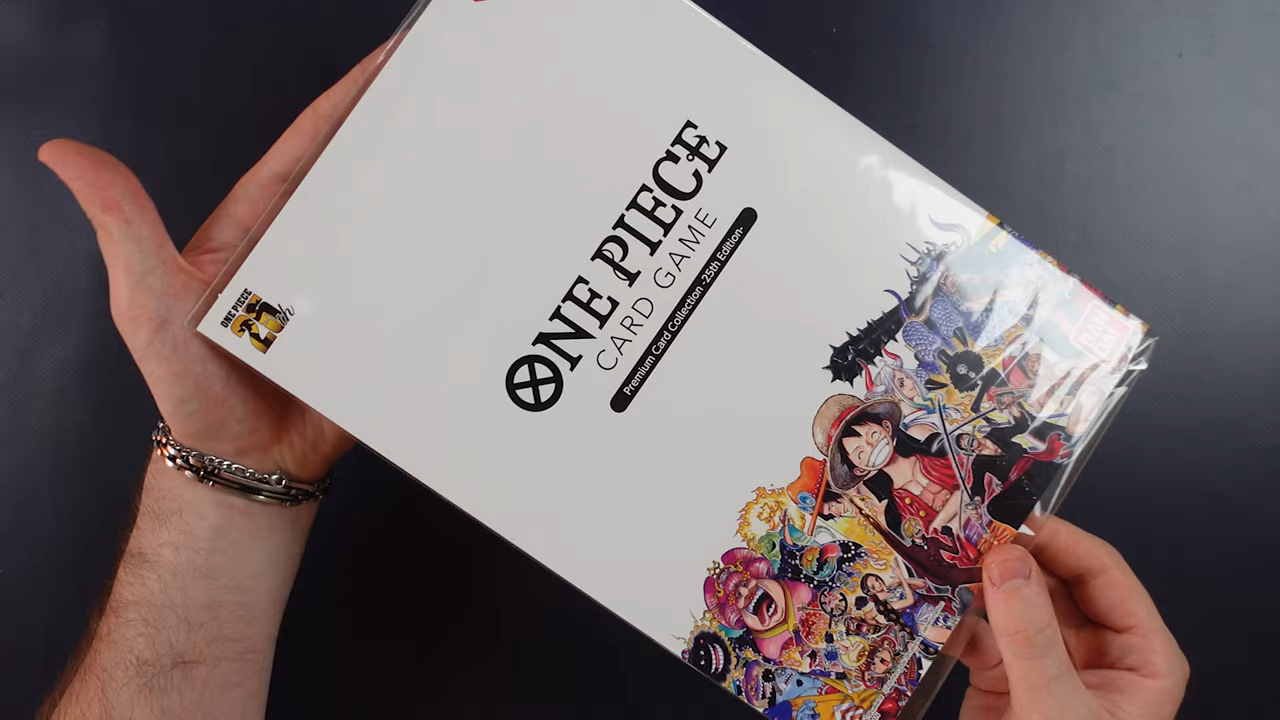 ONE PIECE
CARD GAME
Premium Card Collection -25th Edition-
ONE PIECE
25th